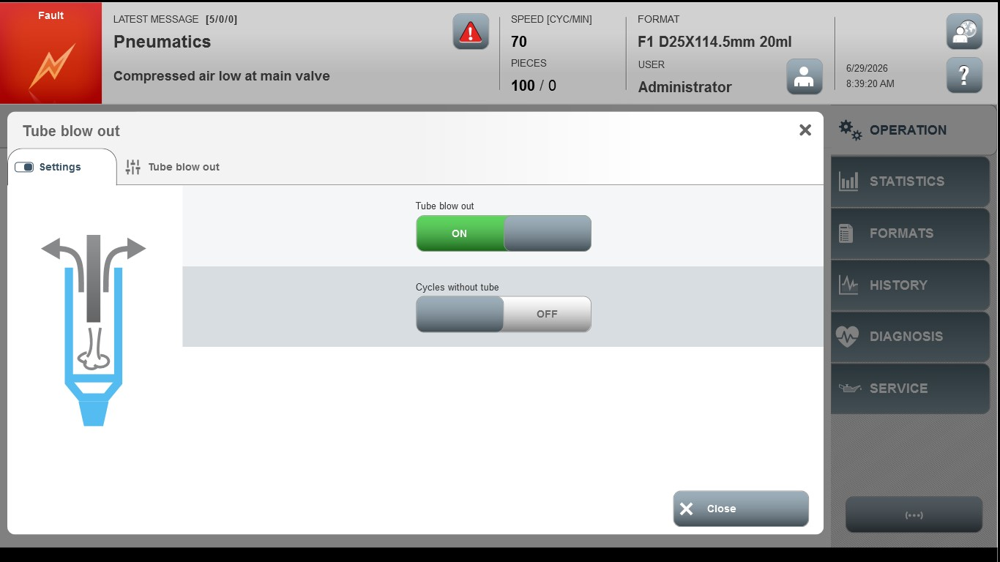 Fault
LATEST MESSAGE [5/0/0]
Pneumatics
Compressed air low at main valve
SPEED [CYC/MIN]
70
PIECES
100 / 0
FORMAT
F1 D25X114.5mm 20ml
USER
Administrator
6/29/2026
8:39:20 AM
?
Tube blow out
Settings
Tube blow out
Tube blow out
ON
Cycles without tube
OFF
Close
OPERATION
STATISTICS
FORMATS
HISTORY
DIAGNOSIS
SERVICE
(•••)